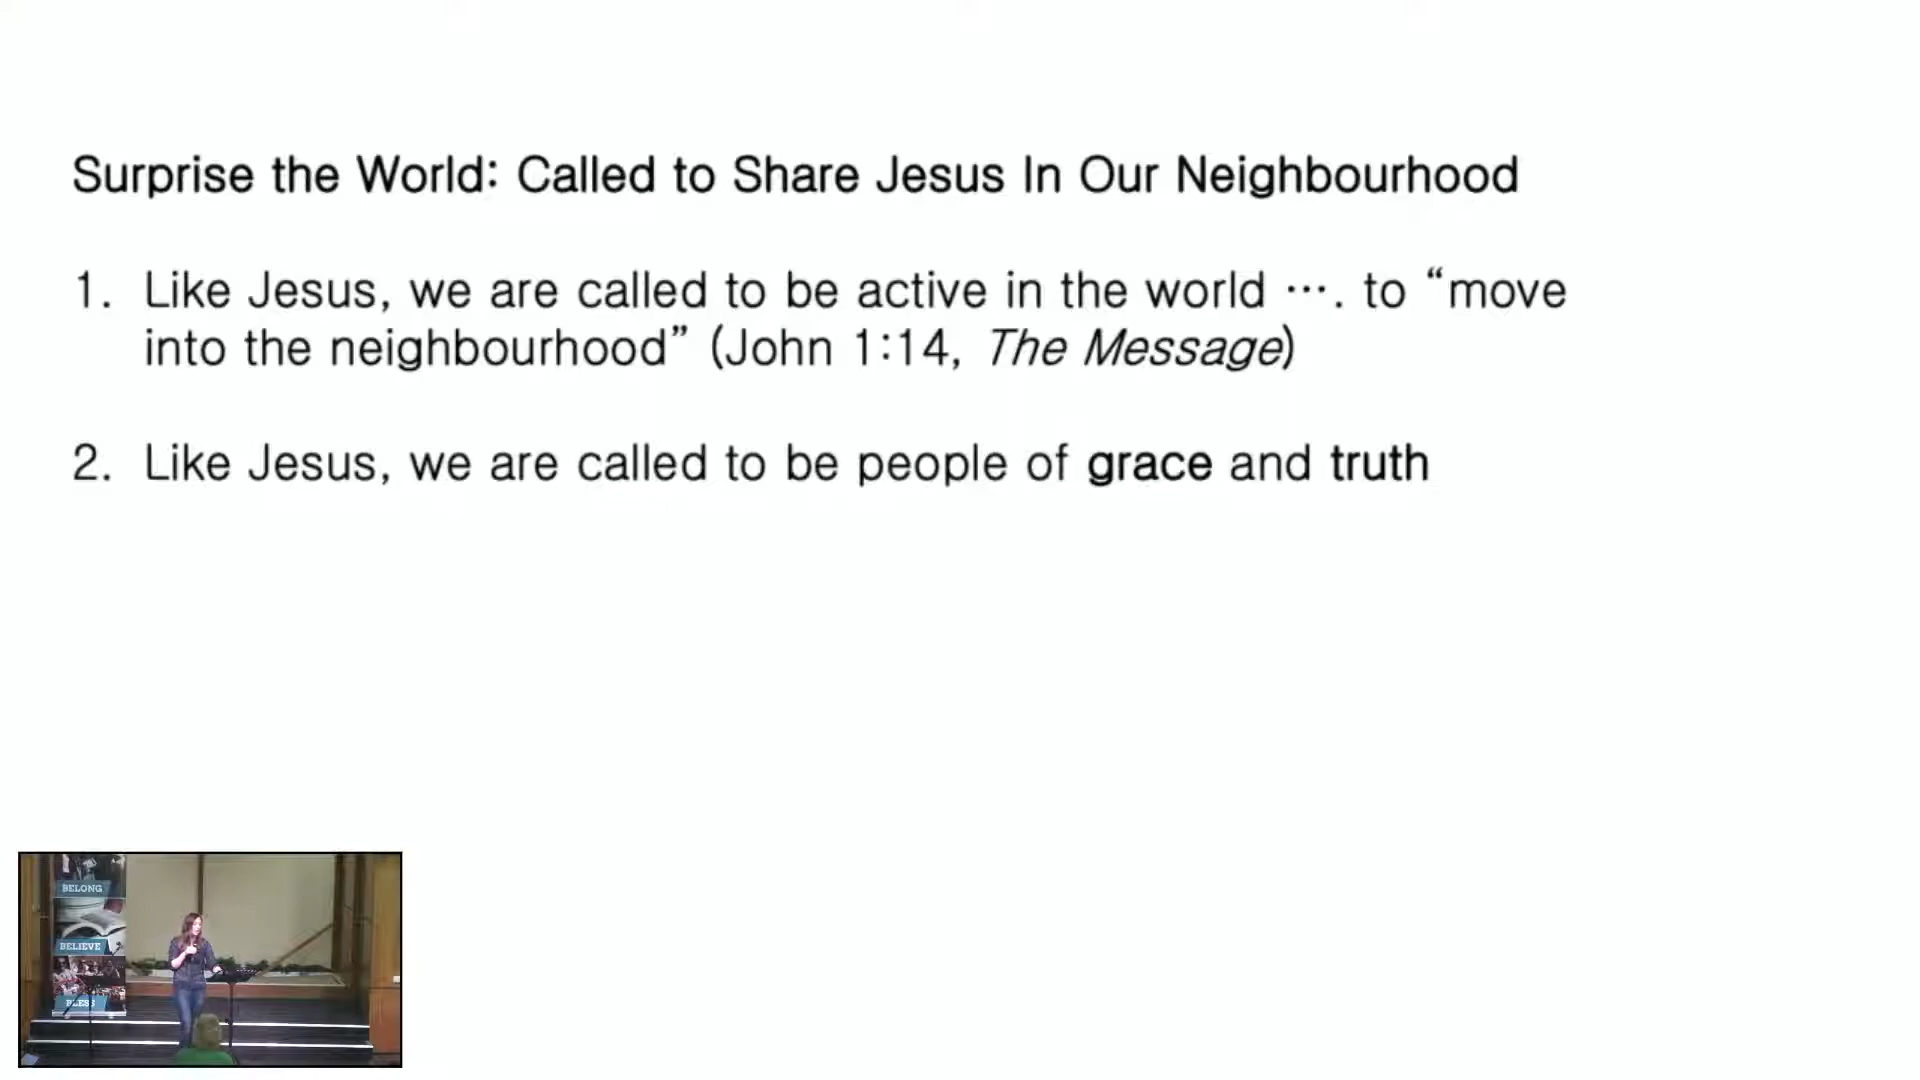 Surprise the World: Called to Share Jesus In Our Neighbourhood
1. Like Jesus, we are called to be active in the world …. to “move
into the neighbourhood” (John 1:14, The Message)
2. Like Jesus, we are called to be people of grace and truth
BELONG
BELIEVE
BLESS